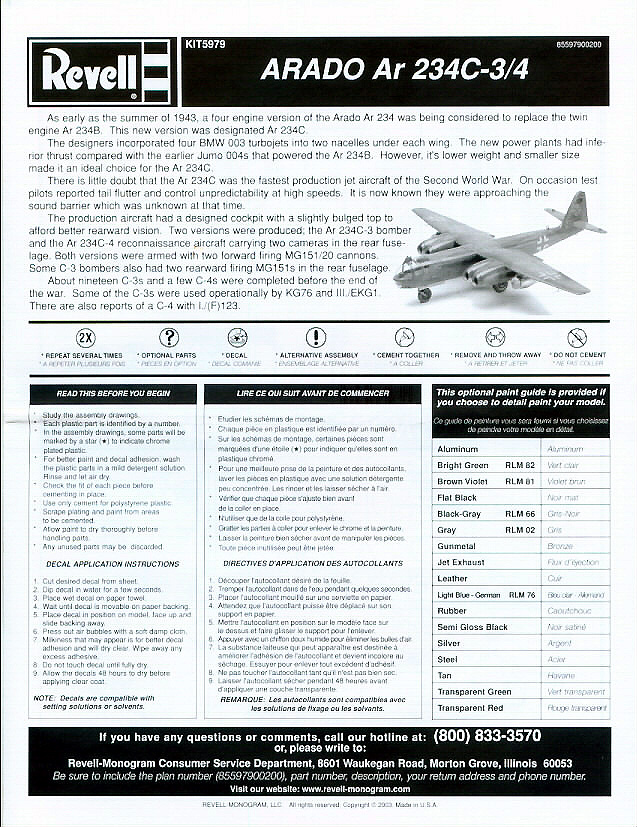 Revell
KIT5979
85597900200
ARADO Ar 234C-3/4
As early as the summer of 1943, a four engine version of the Arado Ar 234 was being considered to replace the twin
engine Ar 234B. This new version was designated Ar 234C.
The designers incorporated four BMW 003 turbojets into two nacelles under each wing. The new power plants had infe-
rior thrust compared with the earlier Jumo 004s that powered the Ar 234B. However, it's lower weight and smaller size
made it an ideal choice for the Ar 234C.
There is little doubt that the Ar 234C was the fastest production jet aircraft of the Second World War. On occasion test
pilots reported tail flutter and control unpredictability at high speeds. It is now known they were approaching the
sound barrier which was unknown at that time.
The production aircraft had a designed cockpit with a slightly bulged top to
afford better rearward vision. Two versions were produced; the Ar 234C-3 bomber
and the Ar 234C-4 reconnaissance aircraft carrying two cameras in the rear fuse-
lage. Both versions were armed with two forward firing MG151/20 cannons.
Some C-3 bombers also had two rearward firing MG151s in the rear fuselage.
About nineteen C-3s and a few C-4s were completed before the end of
the war. Some of the C-3s were used operationally by KG76 and III./EKG1.
There are also reports of a C-4 with I./(F)123.
2X
?
!
* REPEAT SEVERAL TIMES
* OPTIONAL PARTS
* DECAL
* ALTERNATIVE ASSEMBLY
* CEMENT TOGETHER
* REMOVE AND THROW AWAY
* DO NOT CEMENT
* A REPETER PLUSIEURS FOIS
* PIECES EN OPTION
* DECAL COMANIE
* ENSEMBLAGE ALTERNATIVE
* A COLLER
* A RETIRER ET JETER
* NE PAS COLLER
READ THIS BEFORE YOU BEGIN
* Study the assembly drawings.
* Each plastic part is identified by a number.
* In the assembly drawings, some parts will be
marked by a star (★) to indicate chrome
plated plastic.
* For better paint and decal adhesion, wash
the plastic parts in a mild detergent solution.
Rinse and let air dry.
* Check the fit of each piece before
cementing in place.
* Use only cement for polystyrene plastic.
* Scrape plating and paint from areas
to be cemented.
* Allow paint to dry thoroughly before
handling parts.
* Any unused parts may be discarded.
DECAL APPLICATION INSTRUCTIONS
1. Cut desired decal from sheet.
2. Dip decal in water for a few seconds.
3. Place wet decal on paper towel.
4. Wait until decal is movable on paper backing.
5. Place decal in position on model, face up and
slide backing away.
6. Press out air bubbles with a soft damp cloth.
7. Milkiness that may appear is for better decal
adhesion and will dry clear. Wipe away any
excess adhesive.
8. Do not touch decal until fully dry.
9. Allow the decals 48 hours to dry before
applying clear coat.
NOTE: Decals are compatible with
setting solutions or solvents.
LIRE CE QUI SUIT AVANT DE COMMENCER
* Etudier les schémas de montage.
* Chaque pièce en plastique est identifiée par un numéro.
* Sur les schémas de montage, certaines pièces sont
marquées d'une étoile (★) pour indiquer qu'elles sont en
plastique chromé.
* Pour une meilleure prise de la peinture et des autocollants,
laver les pièces en plastique avec une solution detergent
peu concentrée. Les rincer et les laisser sécher à l'air.
* Vérifier que chaque pièce s'ajuste bien avant
de la coller en place.
* N'utiliser que de la colle pour polystyrène.
* Gratter les parties à coller pour enlever le chrome et la peinture.
* Laisser la peinture bien sécher avant de manipuler les pièces.
* Toute pièce inutilisée peut être jetée.
DIRECTIVES D'APPLICATION DES AUTOCOLLANTS
1. Découper l'autocollant désiré de la feuille.
2. Tremper l'autocollant dans de l'eau pendant quelques secondes.
3. Placer l'autocollant mouillé sur une serviette en papier.
4. Attendez que l'autocollant puisse être déplacé sur son
support en papier.
5. Mettre l'autocollant en position sur le modèle face sur
le dessus et faire glisser le support pour l'enlever.
6. Appuyer avec un chiffon doux humide pour éliminer les bulles d'air.
7. La substance laiteuse qui peut apparaître est destinée à
améliorer l'adhésion de l'autocollant et devient incolore au
séchage. Essuyer pour enlever tout excédent d'adhésif.
8. Ne pas toucher l'autocollant tant qu'il n'est pas bien sec.
9. Laisser l'autocollant sécher pendant 48 heures avant
d'appliquer une couche transparente.
REMARQUE: Les autocollants sont compatibles avec
les solutions de fixage ou les solvants.
This optional paint guide is provided if
you choose to detail paint your model.
Ce guide de peinture vous sera fourni si vous choisissez
de peindre votre modèle en détail.
Aluminum Aluminium
Bright Green RLM 82 Vert clair
Brown Violet RLM 81 Violet brun
Flat Black Noir mat
Black-Gray RLM 66 Gris-Noir
Gray RLM 02 Gris
Gunmetal Bronze
Jet Exhaust Flux d'éjection
Leather Cuir
Light Blue - German RLM 76 Bleu clair - Allemand
Rubber Caoutchouc
Semi Gloss Black Noir satiné
Silver Argent
Steel Acier
Tan Havane
Transparent Green Vert transparent
Transparent Red Rouge transparent
If you have any questions or comments, call our hotline at: (800) 833-3570
or, please write to:
Revell-Monogram Consumer Service Department, 8601 Waukegan Road, Morton Grove, Illinois 60053
Be sure to include the plan number (85597900200), part number, description, your return address and phone number.
Visit our website: www.revell-monogram.com
REVELL-MONOGRAM, LLC. All rights reserved. Copyright © 2003. Made in U.S.A.